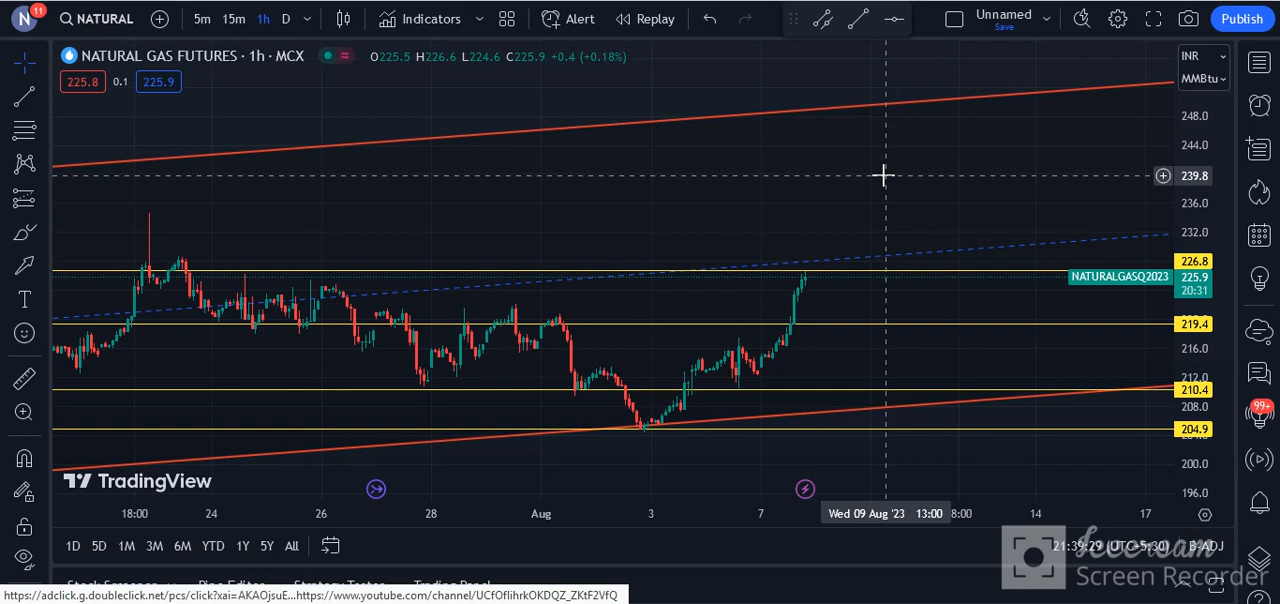 N 11 NATURAL 5m 15m 1h D Indicators Alert Replay Unnamed Save Publish
NATURAL GAS FUTURES · 1h · MCX O225.5 H226.6 L224.6 C225.9 +0.4 (+0.18%) INR
225.8 0.1 225.9 MMBtu
248.0
244.0
239.8
236.0
232.0
226.8
NATURALGASQ2023 225.9
20:31
219.4
216.0
212.0
210.4
208.0
204.9
200.0
196.0
99+
TradingView
18:00 24 26 28 Aug 3 7 Wed 09 Aug '23 13:00 8:00 14 17
1D 5D 1M 3M 6M YTD 1Y 5Y All 21:39:29 (UTC+5:30) B-ADJ
Icecream
Screen Recorder
Stock Screener Pine Editor Strategy Tester Trading Panel
https://adclick.g.doubleclick.net/pcs/click?xai=AKAOjsuE...https://www.youtube.com/channel/UCfOflihrkOKDQZ_ZKtF2VfQ